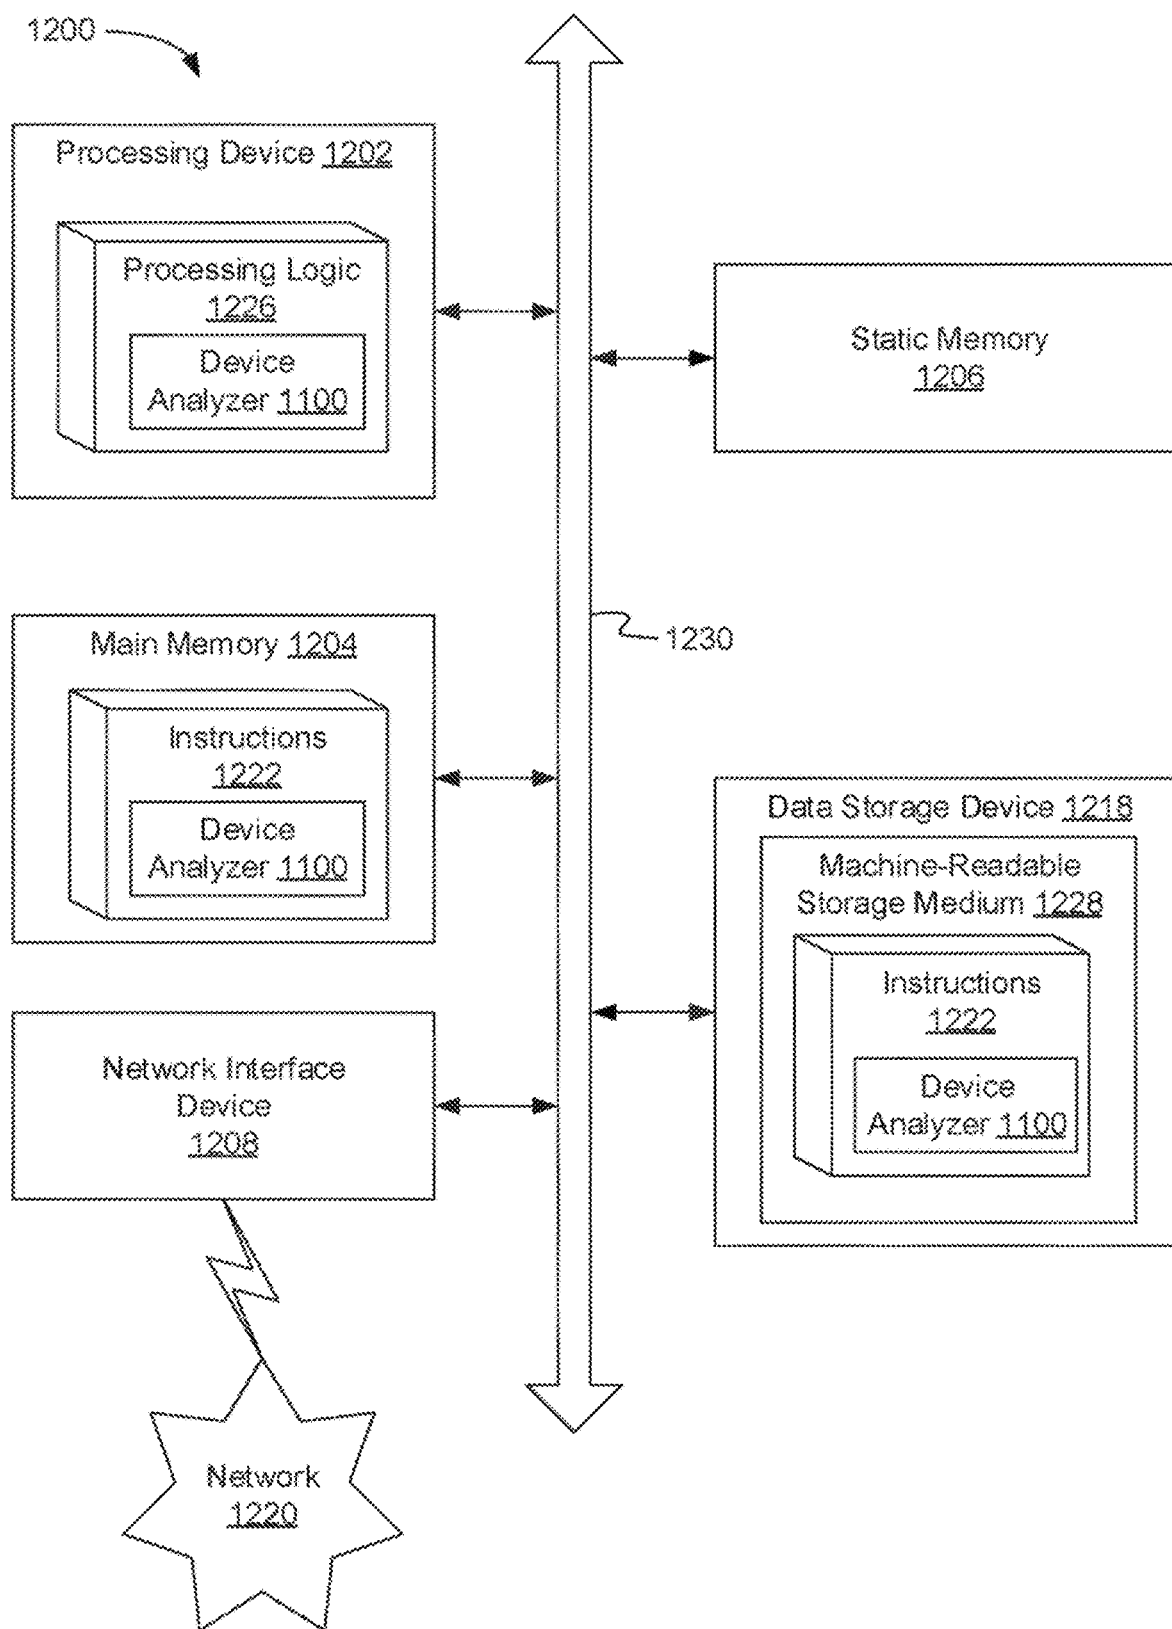 1200
Processing Device 1202
Processing Logic
1226
Device
Analyzer 1100
Static Memory
1206
Main Memory 1204
Instructions
1222
Device
Analyzer 1100
1230
Data Storage Device 1218
Machine-Readable
Storage Medium 1228
Instructions
1222
Device
Analyzer 1100
Network Interface
Device
1208
Network
1220